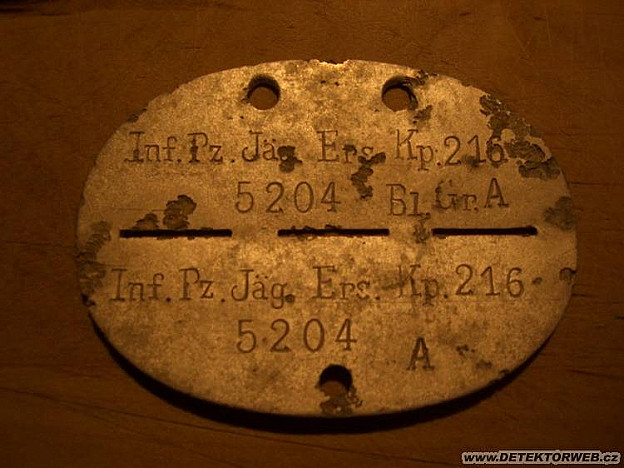 Inf. Pz. Jäg. Ers. Kp. 216
5204 Bl. Gr. A
Inf. Pz. Jäg. Ers. Kp. 216
5204 A
www.DETEKTORWEB.cz